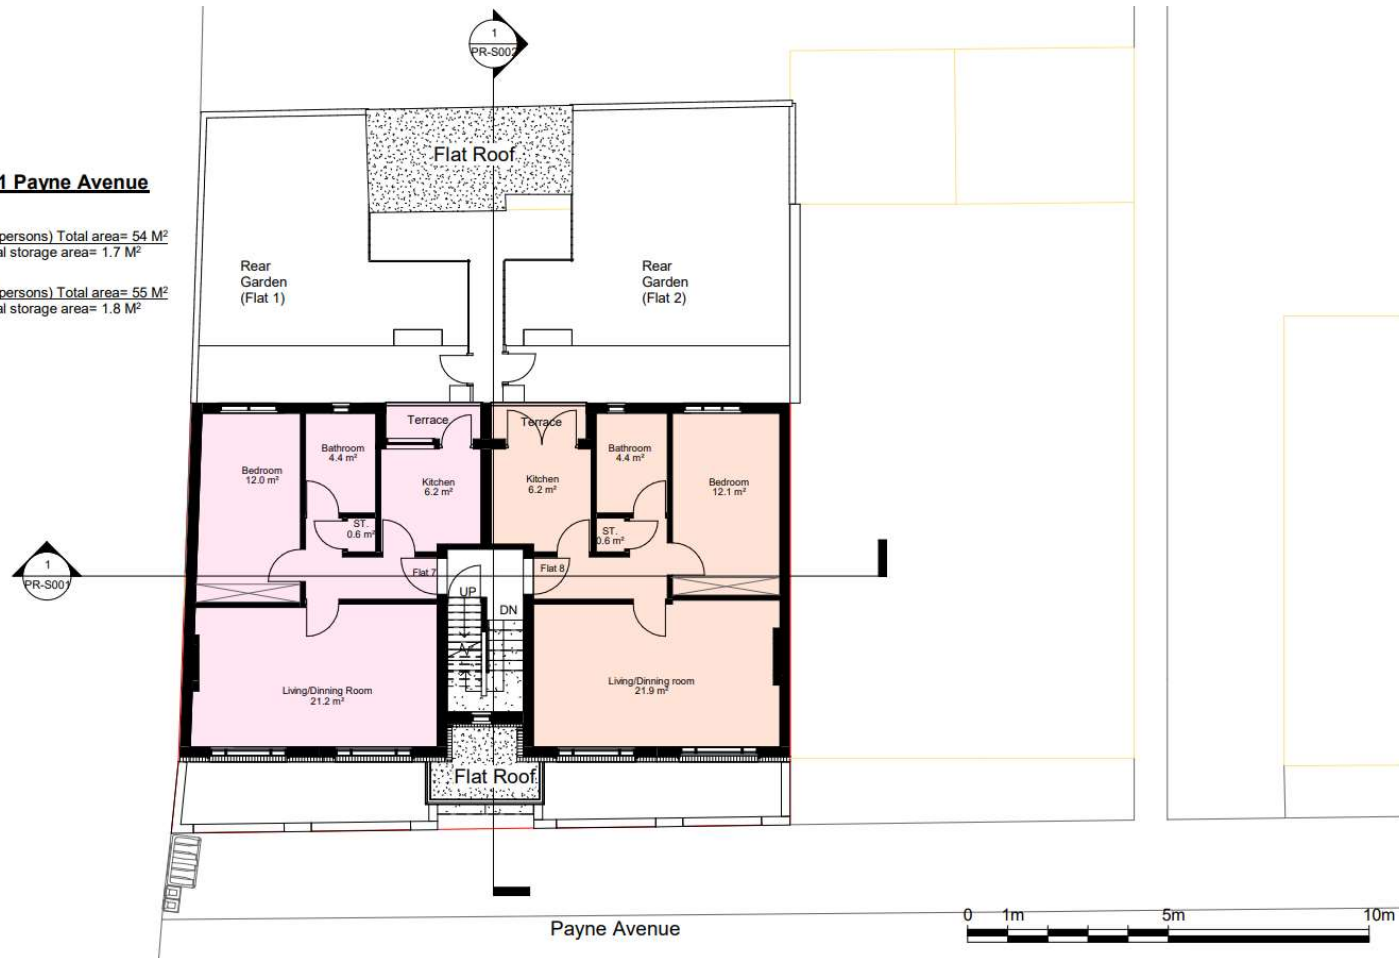 1
PR-S002
Flat Roof
1 Payne Avenue
persons) Total area= 54 M²
al storage area= 1.7 M²
persons) Total area= 55 M²
al storage area= 1.8 M²
Rear
Garden
(Flat 1)
Rear
Garden
(Flat 2)
Terrace
Terrace
Bathroom
4.4 m²
Bathroom
4.4 m²
Bedroom
12.0 m²
Kitchen
6.2 m²
Kitchen
6.2 m²
Bedroom
12.1 m²
ST.
0.6 m²
ST.
0.6 m²
1
PR-S001
Flat 7
Flat 8
UP
DN
Living/Dinning Room
21.2 m²
Living/Dinning room
21.9 m²
Flat Roof
Payne Avenue
0 1m 5m 10m